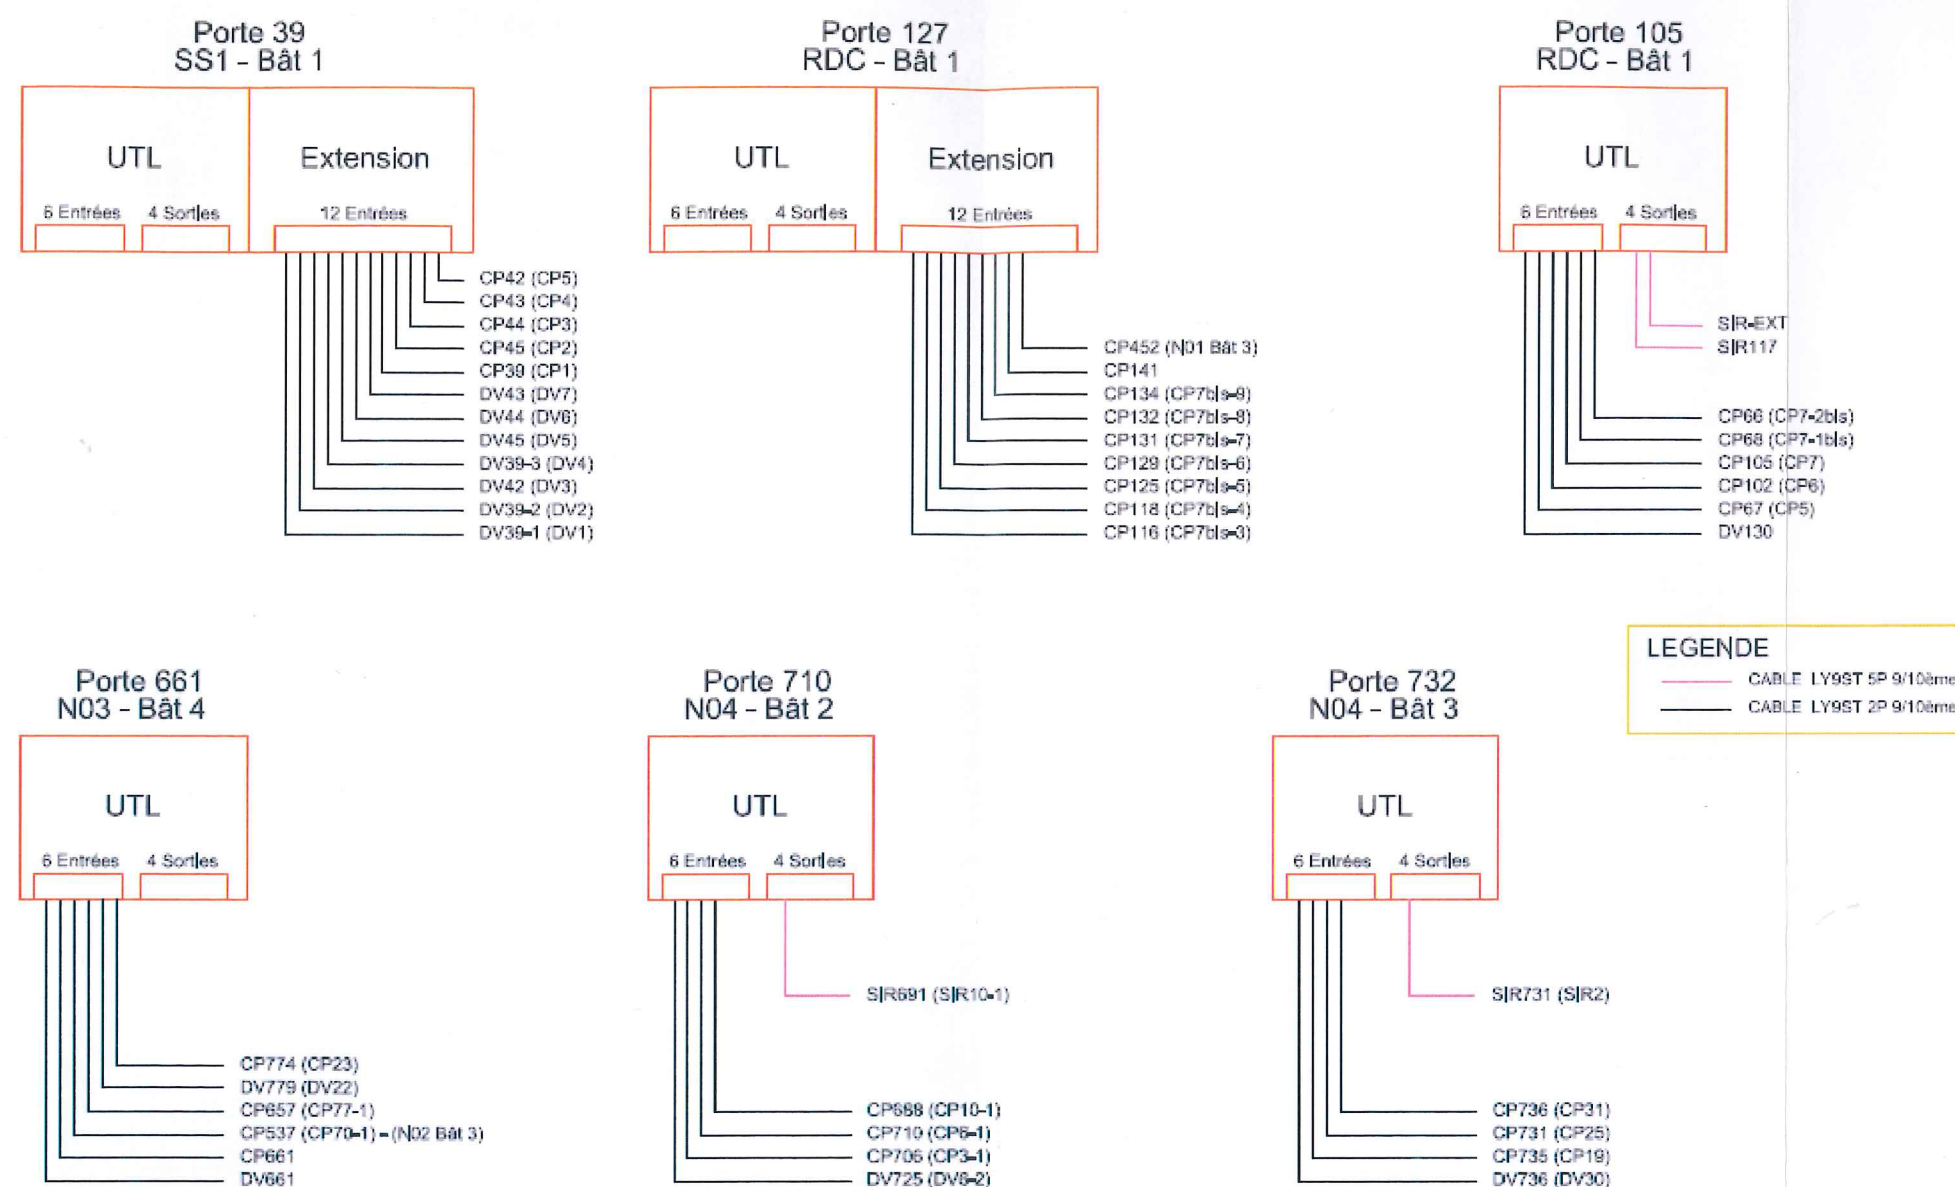 Porte 39
SS1 - Bât 1
UTL
Extension
6 Entrées
4 Sorties
12 Entrées
CP42 (CP5)
CP43 (CP4)
CP44 (CP3)
CP45 (CP2)
CP39 (CP1)
DV43 (DV7)
DV44 (DV6)
DV45 (DV5)
DV39-3 (DV4)
DV42 (DV3)
DV39-2 (DV2)
DV39-1 (DV1)
Porte 127
RDC - Bât 1
UTL
Extension
6 Entrées
4 Sorties
12 Entrées
CP452 (N01 Bât 3)
CP141
CP134 (CP7bis-9)
CP132 (CP7bis-8)
CP131 (CP7bis-7)
CP129 (CP7bis-6)
CP125 (CP7bis-5)
CP118 (CP7bis-4)
CP116 (CP7bis-3)
Porte 105
RDC - Bât 1
UTL
6 Entrées
4 Sorties
SIR-EXT
SIR117
CP66 (CP7-2bis)
CP68 (CP7-1bis)
CP105 (CP7)
CP102 (CP6)
CP67 (CP5)
DV130
LEGENDE
CABLE LY9ST 5P 9/10ème
CABLE LY9ST 2P 9/10ème
Porte 661
N03 - Bât 4
UTL
6 Entrées
4 Sorties
CP774 (CP23)
DV779 (DV22)
CP657 (CP77-1)
CP537 (CP70-1) - (N02 Bât 3)
CP661
DV661
Porte 710
N04 - Bât 2
UTL
6 Entrées
4 Sorties
SIR691 (SIR10-1)
CP688 (CP10-1)
CP710 (CP6-1)
CP706 (CP3-1)
DV725 (DV6-2)
Porte 732
N04 - Bât 3
UTL
6 Entrées
4 Sorties
SIR731 (SIR2)
CP736 (CP31)
CP731 (CP25)
CP735 (CP19)
DV736 (DV30)